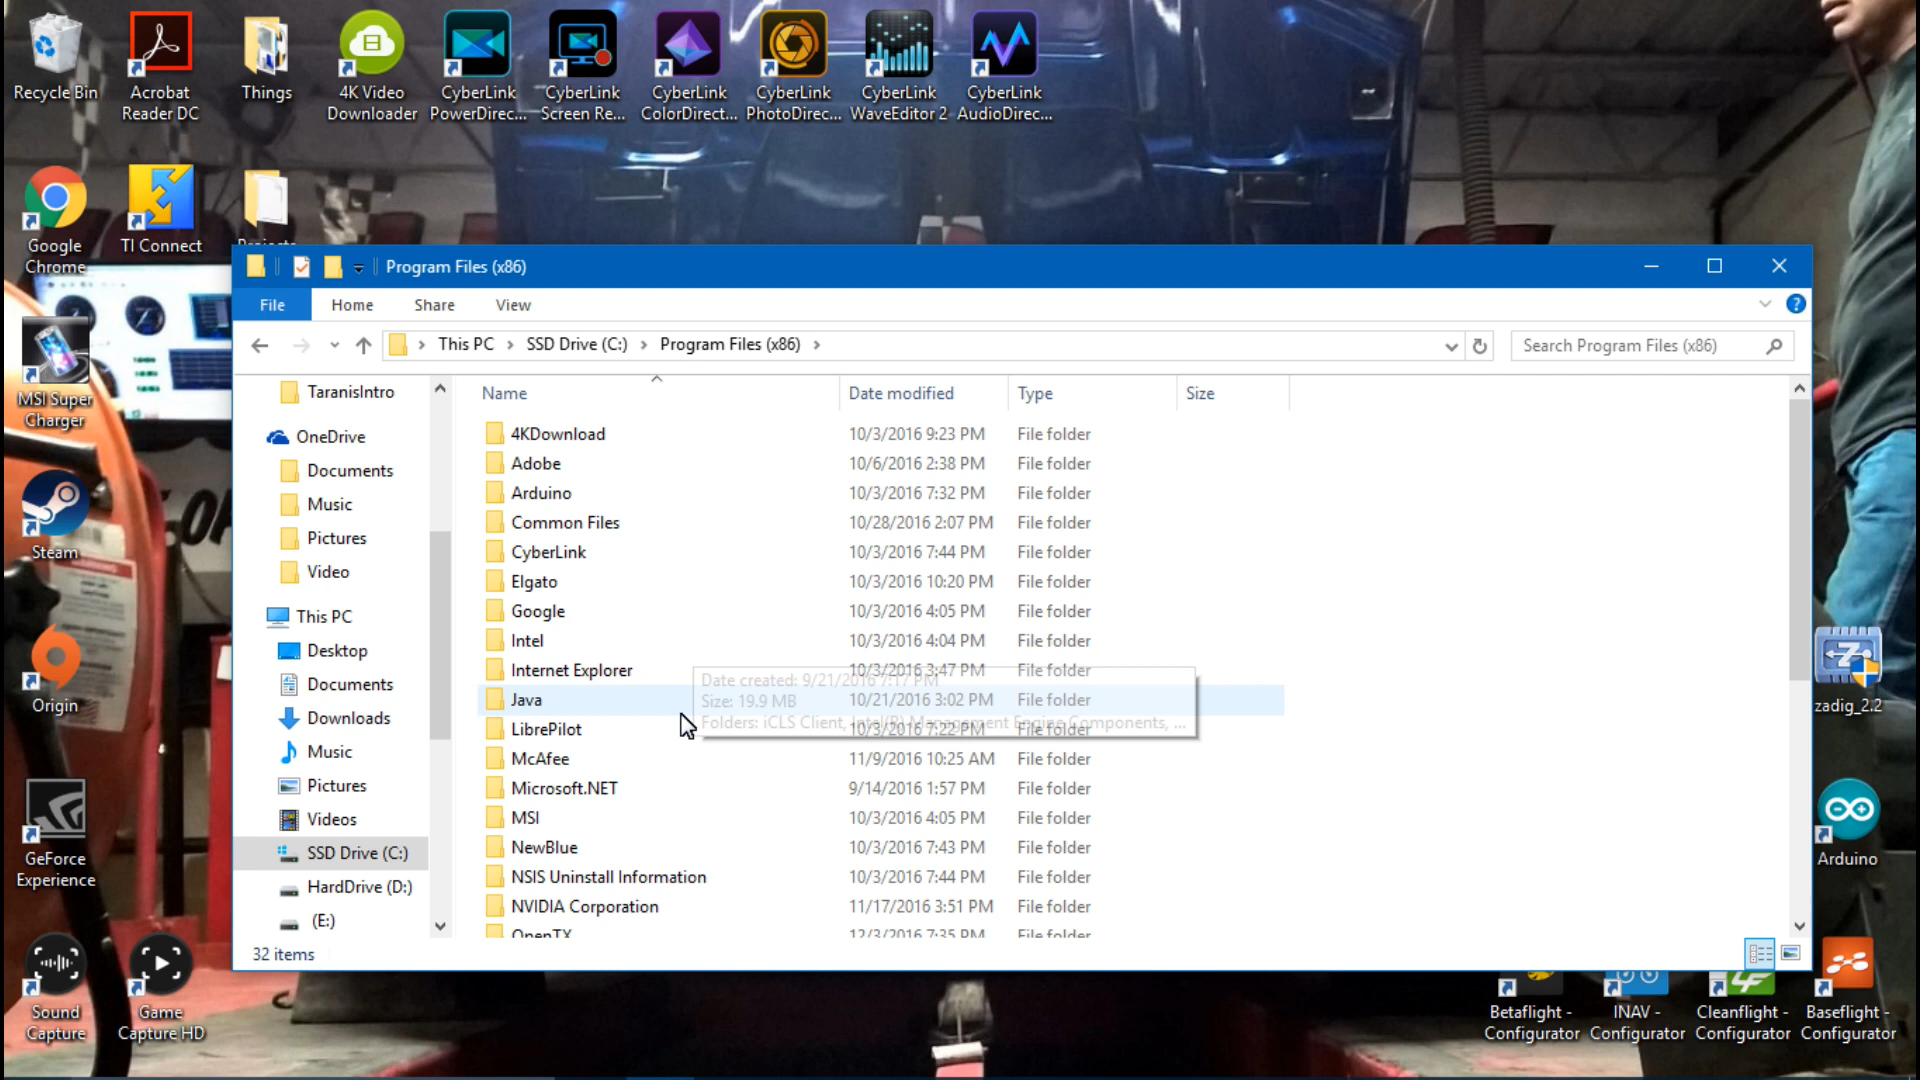 Recycle Bin
Acrobat
Reader DC
Things
4K Video
Downloader
CyberLink
PowerDirec...
CyberLink
Screen Re...
CyberLink
ColorDirect...
CyberLink
PhotoDirec...
CyberLink
WaveEditor 2
CyberLink
AudioDirec...
Google
Chrome
TI Connect
Projects
MSI Super
Charger
Steam
Origin
GeForce
Experience
Sound
Capture
Game
Capture HD
Program Files (x86)
File
Home
Share
View
This PC
SSD Drive (C:)
Program Files (x86)
Search Program Files (x86)
TaranisIntro
OneDrive
Documents
Music
Pictures
Video
This PC
Desktop
Documents
Downloads
Music
Pictures
Videos
SSD Drive (C:)
HardDrive (D:)
(E:)
Name Date modified Type Size
4KDownload 10/3/2016 9:23 PM File folder
Adobe 10/6/2016 2:38 PM File folder
Arduino 10/3/2016 7:32 PM File folder
Common Files 10/28/2016 2:07 PM File folder
CyberLink 10/3/2016 7:44 PM File folder
Elgato 10/3/2016 10:20 PM File folder
Google 10/3/2016 4:05 PM File folder
Intel 10/3/2016 4:04 PM File folder
Internet Explorer 10/3/2016 3:47 PM File folder
Java 10/21/2016 3:02 PM File folder
LibrePilot 10/3/2016 7:22 PM File folder
McAfee 11/9/2016 10:25 AM File folder
Microsoft.NET 9/14/2016 1:57 PM File folder
MSI 10/3/2016 4:05 PM File folder
NewBlue 10/3/2016 7:43 PM File folder
NSIS Uninstall Information 10/3/2016 7:44 PM File folder
NVIDIA Corporation 11/17/2016 3:51 PM File folder
OpenTX 12/3/2016 7:35 PM File folder
Date created: 9/21/2016 7:17 PM
Size: 19.9 MB
Folders: iCLS Client, Intel(R) Management Engine Components, ...
32 items
zadig_2.2
Arduino
Betaflight -
Configurator
INAV -
Configurator
Cleanflight -
Configurator
Baseflight -
Configurator